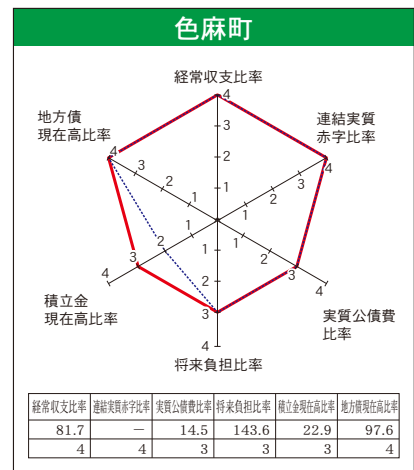 色麻町
経常収支比率
地方債
現在高比率
連結実質
赤字比率
4
3
2
1
4
3
2
1
4
3
2
1
1
2
3
4
1
2
3
4
1
2
3
4
積立金
現在高比率
実質公債費
比率
将来負担比率
経常収支比率 連結実質赤字比率 実質公債費比率 将来負担比率 積立金現在高比率 地方債現在高比率
81.7 － 14.5 143.6 22.9 97.6
4 4 3 3 3 4